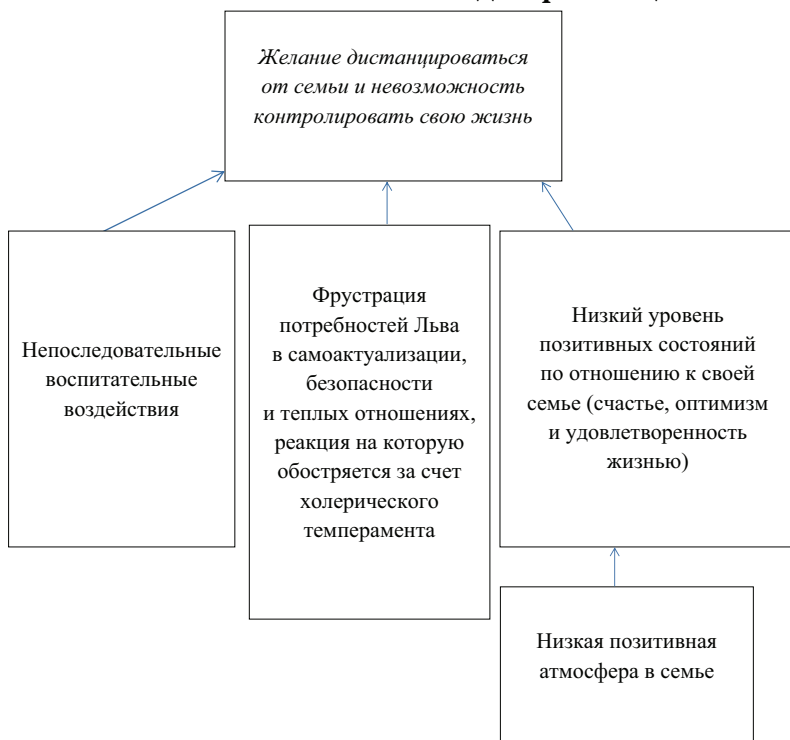 Желание дистанцироваться
от семьи и невозможность
контролировать свою жизнь
Непоследовательные
воспитательные
воздействия
Фрустрация
потребностей Льва
в самоактуализации,
безопасности
и теплых отношениях,
реакция на которую
обостряется за счет
холерического
темперамента
Низкий уровень
позитивных состояний
по отношению к своей
семье (счастье, оптимизм
и удовлетворенность
жизнью)
Низкая позитивная
атмосфера в семье